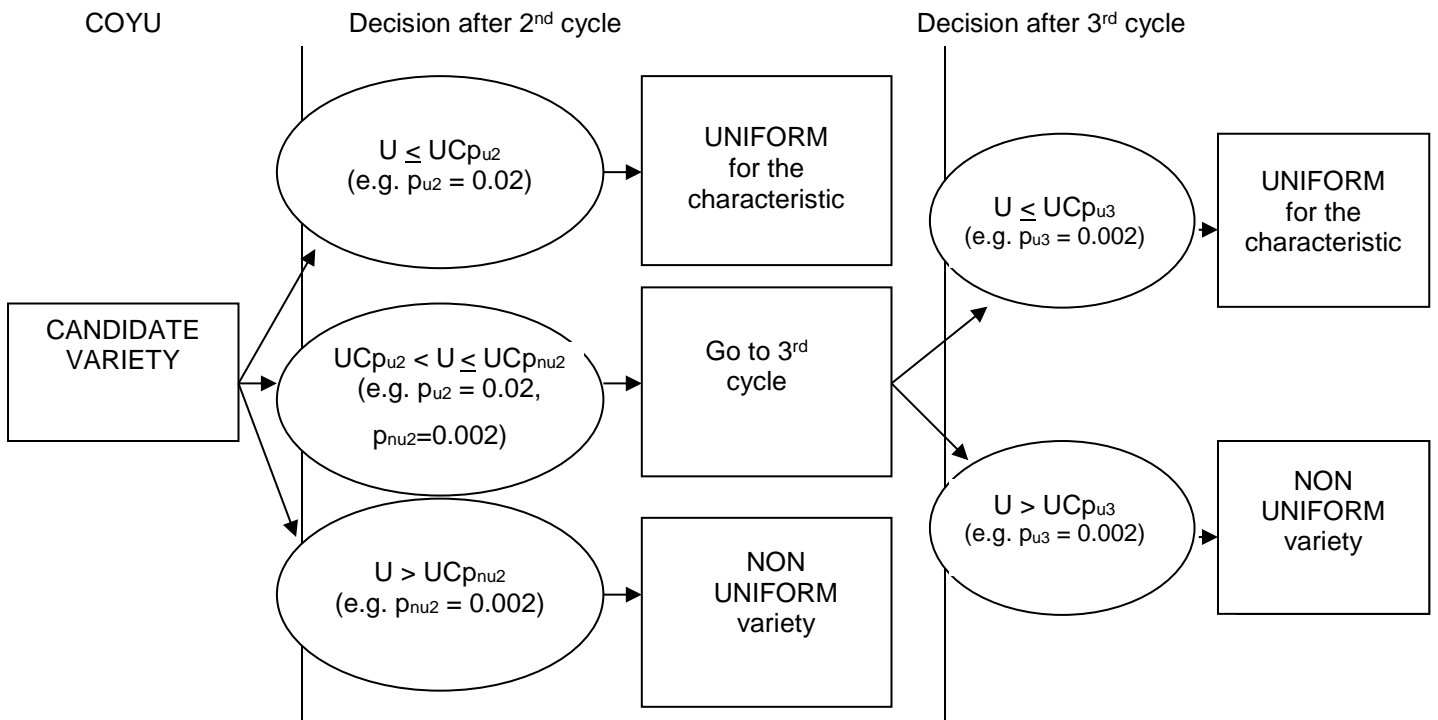 COYU
Decision after 2nd cycle
Decision after 3rd cycle
CANDIDATE
VARIETY
U ≤ UCpu2
(e.g. pu2 = 0.02)
UNIFORM
for the
characteristic
UCpu2 < U ≤ UCpnu2
(e.g. pu2 = 0.02,
pnu2=0.002)
Go to 3rd
cycle
U > UCpnu2
(e.g. pnu2 = 0.002)
NON
UNIFORM
variety
U ≤ UCpu3
(e.g. pu3 = 0.002)
UNIFORM
for the
characteristic
U > UCpu3
(e.g. pu3 = 0.002)
NON
UNIFORM
variety